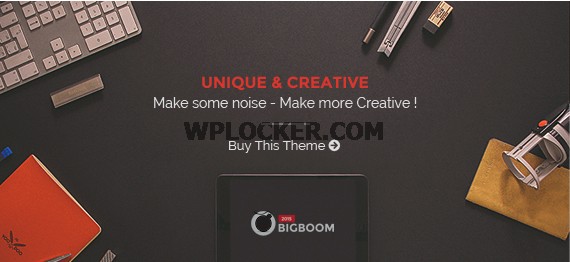 UNIQUE & CREATIVE
Make some noise - Make more Creative !
WPLOCKER.COM
Buy This Theme
2015
BIGBOOM